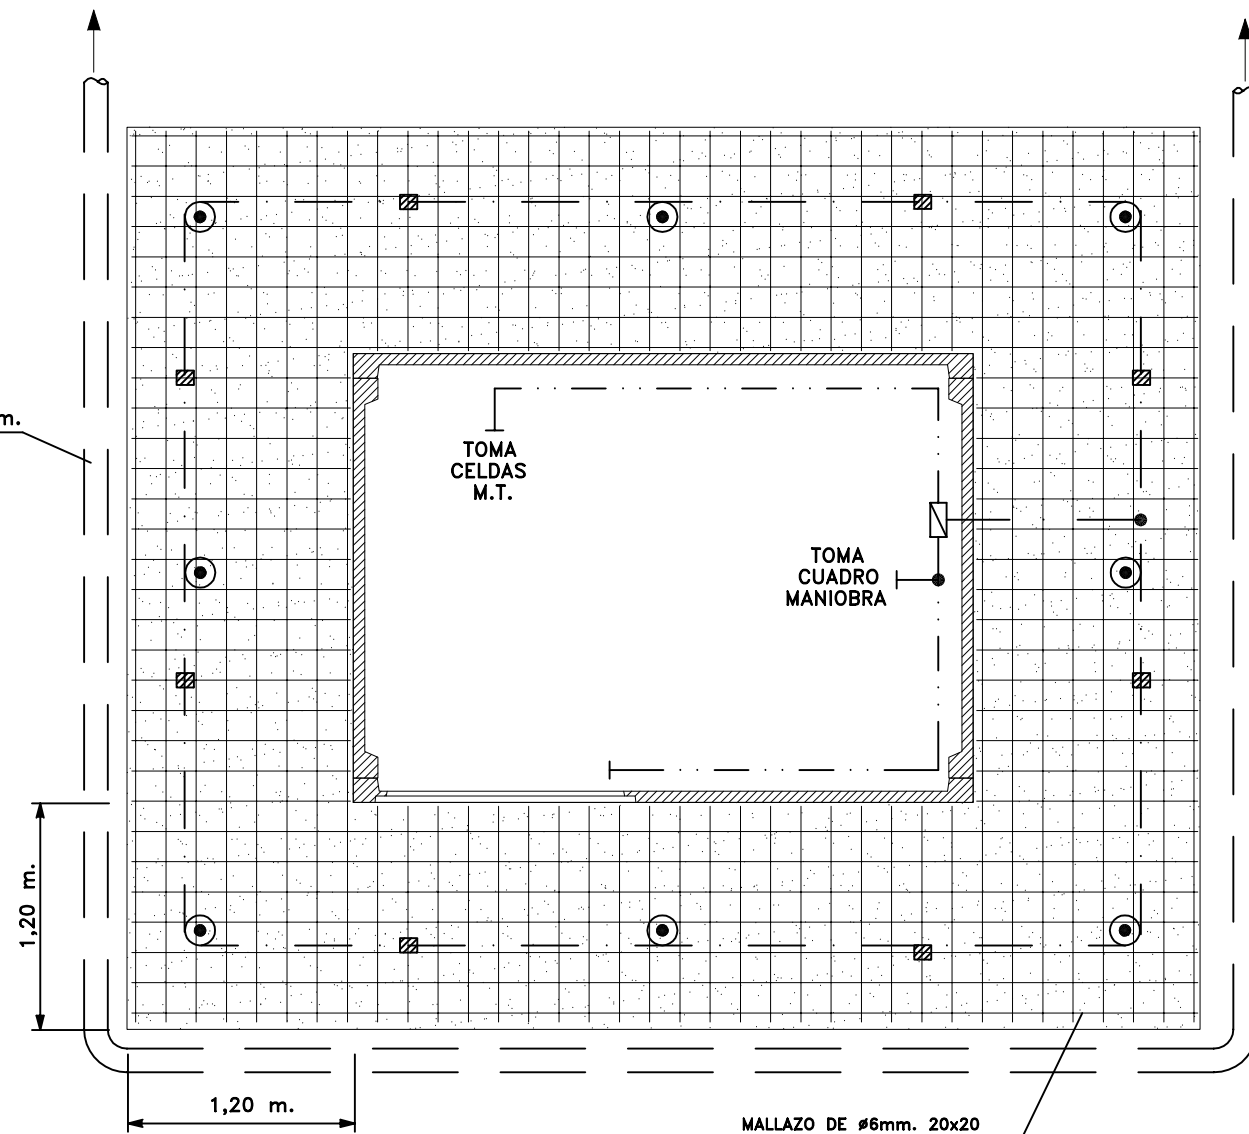 m.
TOMA
CELDAS
M.T.
TOMA
CUADRO
MANIOBRA
1,20 m.
1,20 m.
MALLAZO DE ø6mm. 20x20